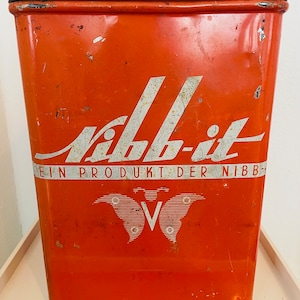 Nibb-it
EIN PRODUKT DER NIBB-
V